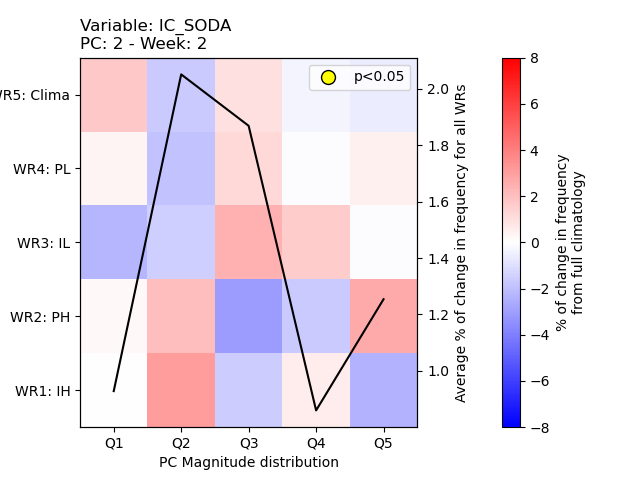 Variable: IC_SODA
PC: 2 - Week: 2
p<0.05
WR5: Clima
WR4: PL
WR3: IL
WR2: PH
WR1: IH
Q1 Q2 Q3 Q4 Q5
PC Magnitude distribution
2.0
1.8
1.6
1.4
1.2
1.0
Average % of change in frequency for all WRs
8
6
4
2
0
−2
−4
−6
−8
% of change in frequency
from full climatology